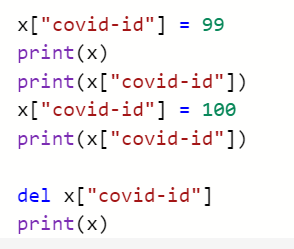 x["covid-id"] = 99
print(x)
print(x["covid-id"])
x["covid-id"] = 100
print(x["covid-id"])
del x["covid-id"]
print(x)